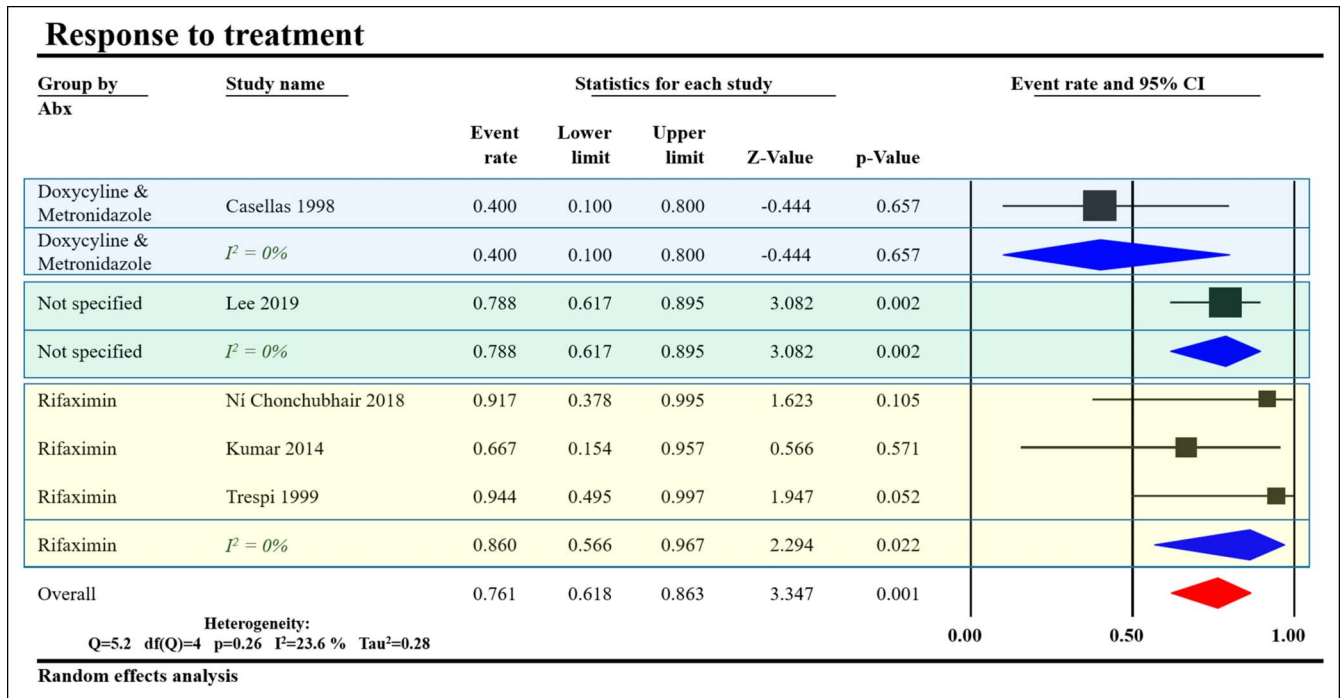 Response to treatment
Group by Study name Statistics for each study Event rate and 95% CI
Abx
Event Lower Upper
rate limit limit Z-Value p-Value
Doxycyline &
Metronidazole Casellas 1998 0.400 0.100 0.800 -0.444 0.657
Doxycyline &
Metronidazole I² = 0% 0.400 0.100 0.800 -0.444 0.657
Not specified Lee 2019 0.788 0.617 0.895 3.082 0.002
Not specified I² = 0% 0.788 0.617 0.895 3.082 0.002
Rifaximin Ní Chonchubhair 2018 0.917 0.378 0.995 1.623 0.105
Rifaximin Kumar 2014 0.667 0.154 0.957 0.566 0.571
Rifaximin Trespi 1999 0.944 0.495 0.997 1.947 0.052
Rifaximin I² = 0% 0.860 0.566 0.967 2.294 0.022
Overall 0.761 0.618 0.863 3.347 0.001
Heterogeneity:
Q=5.2 df(Q)=4 p=0.26 I²=23.6 % Tau²=0.28
0.00 0.50 1.00
Random effects analysis